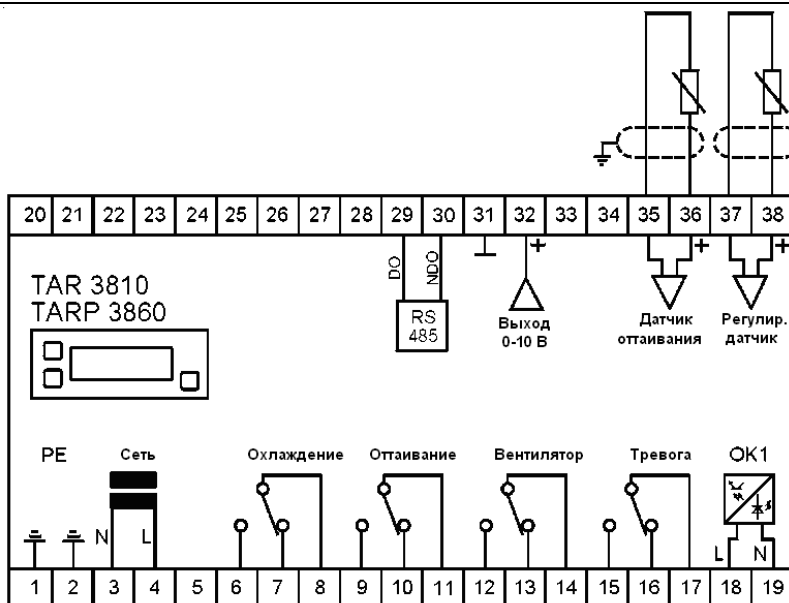 20 21 22 23 24 25 26 27 28 29 30 31 32 33 34 35 36 37 38
DO NDO + + +
TAR 3810
TARP 3860
RS
485
Выход
0-10 В
Датчик
оттаивания
Регулир.
датчик
PE Сеть Охлаждение Оттаивание Вентилятор Тревога OK1
N L L N
1 2 3 4 5 6 7 8 9 10 11 12 13 14 15 16 17 18 19